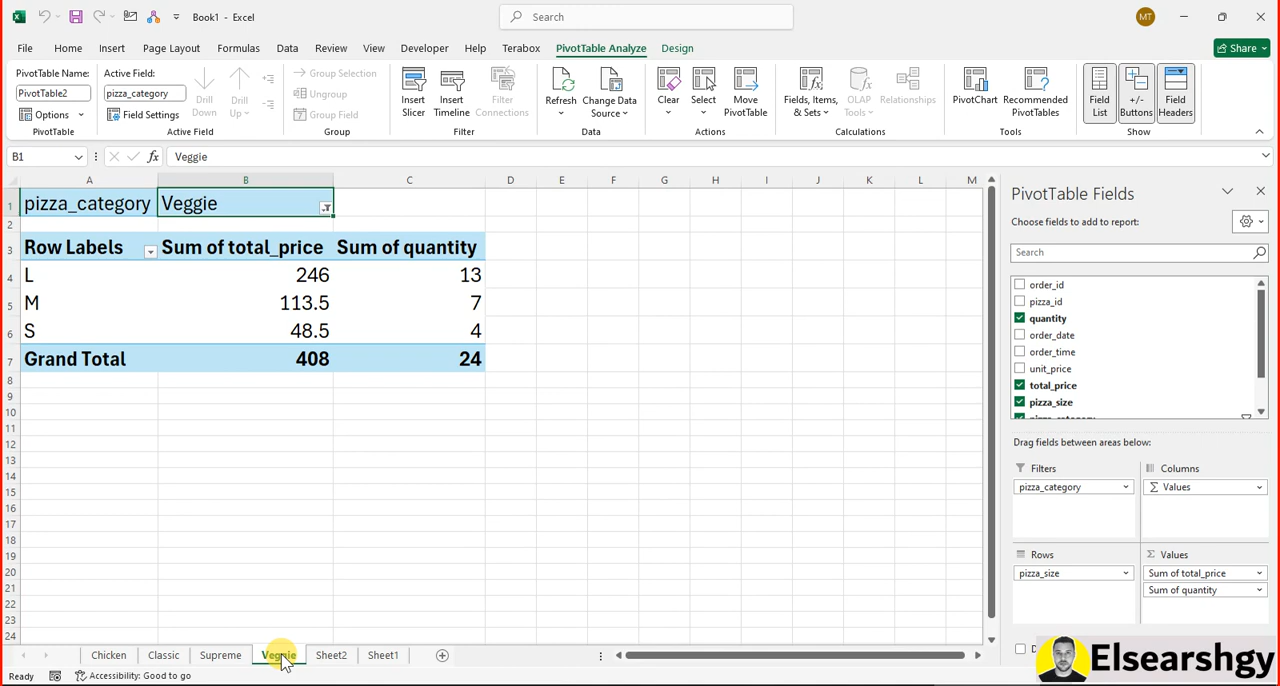 Book1 - Excel
Search
MT
File Home Insert Page Layout Formulas Data Review View Developer Help Terabox PivotTable Analyze Design Share
PivotTable Name:
PivotTable2
Options
PivotTable
Active Field:
pizza_category
Field Settings
Drill Down
Drill Up
Active Field
Group Selection
Ungroup
Group Field
Group
Insert Slicer
Insert Timeline
Filter Connections
Filter
Refresh
Change Data Source
Data
Clear
Select
Move PivotTable
Actions
Fields, Items, & Sets
OLAP Tools
Relationships
Calculations
PivotChart
Recommended PivotTables
Tools
Field List
+/- Buttons
Field Headers
Show
B1 fx Veggie
A B C D E F G H I J K L M
1 pizza_category Veggie
2
3 Row Labels Sum of total_price Sum of quantity
4 L 246 13
5 M 113.5 7
6 S 48.5 4
7 Grand Total 408 24
8
9
10
11
12
13
14
15
16
17
18
19
20
21
22
23
24
PivotTable Fields
Choose fields to add to report:
Search
order_id
pizza_id
quantity
order_date
order_time
unit_price
total_price
pizza_size
pizza_category
Drag fields between areas below:
Filters
pizza_category
Columns
Σ Values
Rows
pizza_size
Σ Values
Sum of total_price
Sum of quantity
Chicken Classic Supreme Veggie Sheet2 Sheet1
Ready Accessibility: Good to go
Elsearshgy